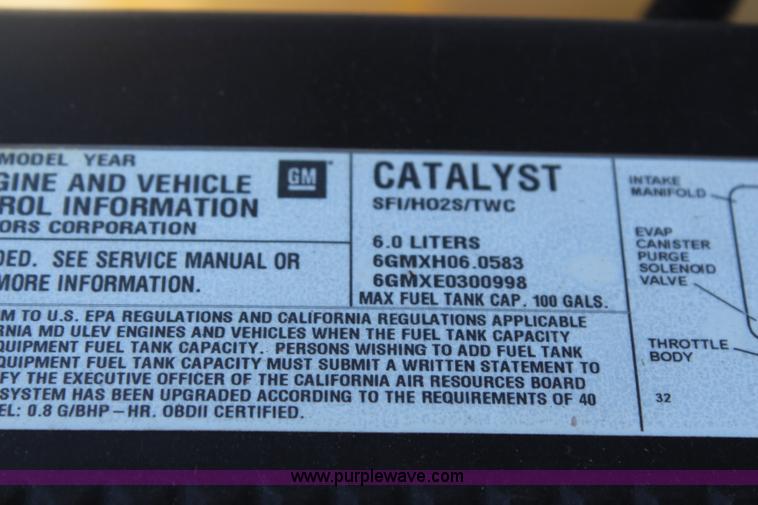 MODEL YEAR
GINE AND VEHICLE
ROL INFORMATION
ORS CORPORATION
GM
DED. SEE SERVICE MANUAL OR
MORE INFORMATION.
CATALYST
SFI/HO2S/TWC
6.0 LITERS
6GMXH06.0583
6GMXE0300998
MAX FUEL TANK CAP. 100 GALS.
M TO U.S. EPA REGULATIONS AND CALIFORNIA REGULATIONS APPLICABLE
RNIA MD ULEV ENGINES AND VEHICLES WHEN THE FUEL TANK CAPACITY
QUIPMENT FUEL TANK CAPACITY. PERSONS WISHING TO ADD FUEL TANK
QUIPMENT FUEL TANK CAPACITY MUST SUBMIT A WRITTEN STATEMENT TO
FY THE EXECUTIVE OFFICER OF THE CALIFORNIA AIR RESOURCES BOARD
SYSTEM HAS BEEN UPGRADED ACCORDING TO THE REQUIREMENTS OF 40
EL: 0.8 G/BHP-HR. OBDII CERTIFIED.
INTAKE
MANIFOLD
EVAP
CANISTER
PURGE
SOLENOID
VALVE
THROTTLE
BODY
32
www.purplewave.com